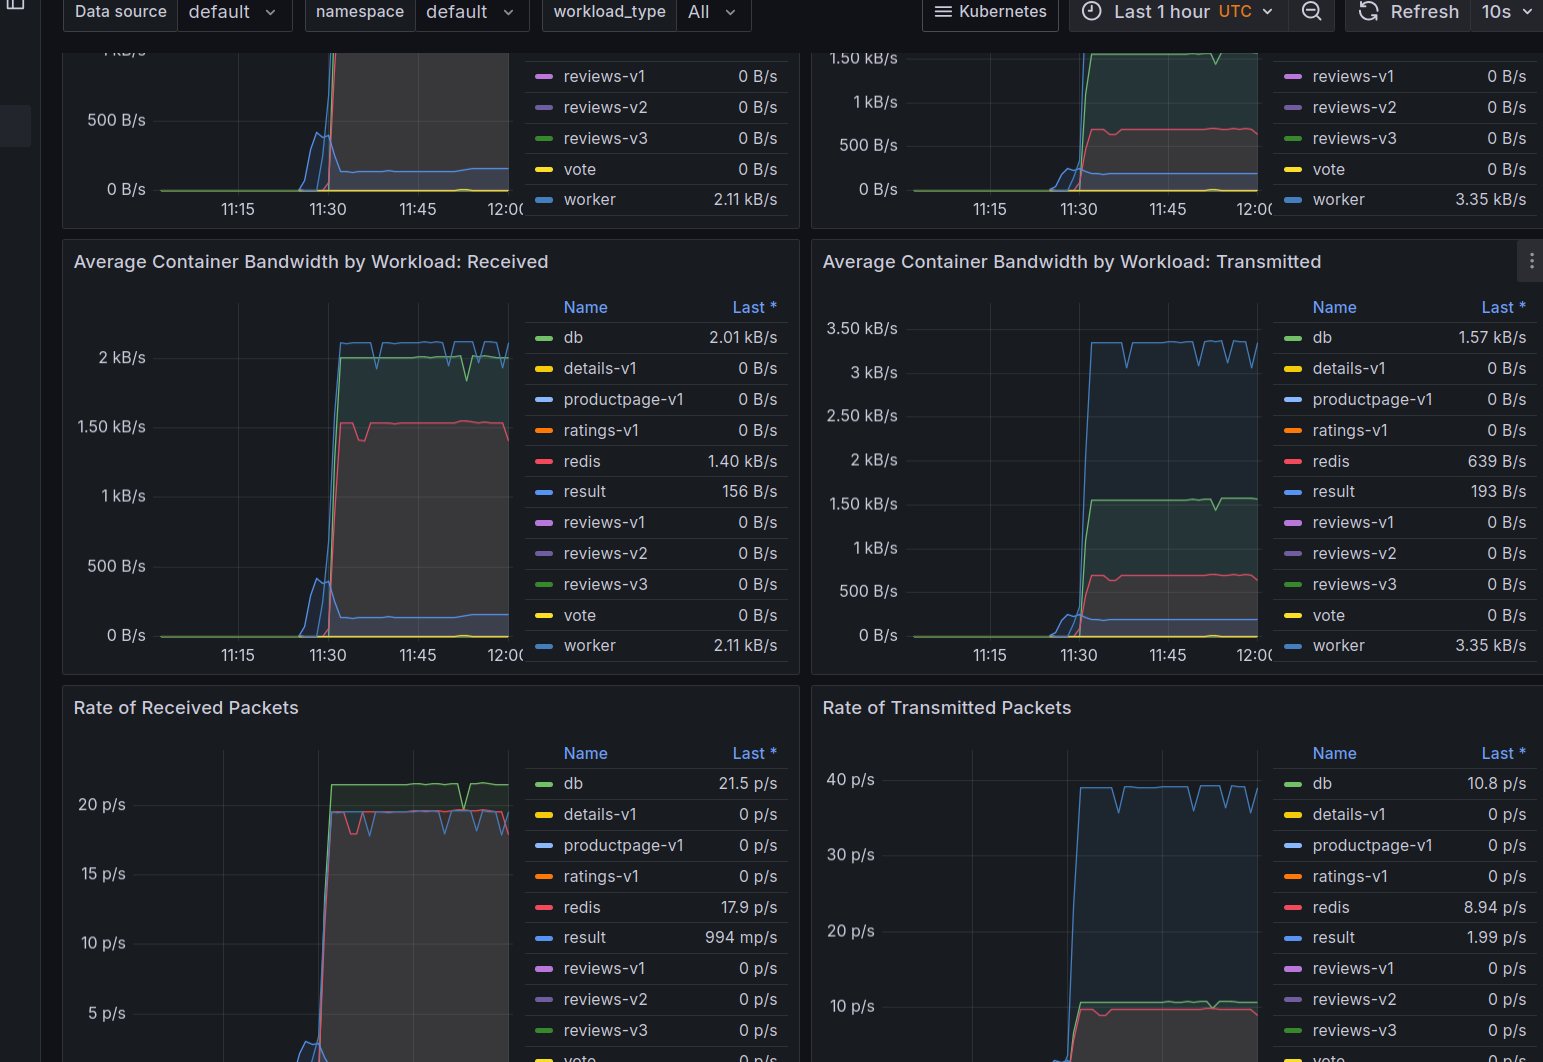 Data source default namespace default workload_type All Kubernetes Last 1 hour UTC Refresh 10s
1 kB/s
500 B/s
0 B/s
11:15 11:30 11:45 12:00
reviews-v1 0 B/s
reviews-v2 0 B/s
reviews-v3 0 B/s
vote 0 B/s
worker 2.11 kB/s
1.50 kB/s
1 kB/s
500 B/s
0 B/s
11:15 11:30 11:45 12:00
reviews-v1 0 B/s
reviews-v2 0 B/s
reviews-v3 0 B/s
vote 0 B/s
worker 3.35 kB/s
Average Container Bandwidth by Workload: Received
2 kB/s
1.50 kB/s
1 kB/s
500 B/s
0 B/s
11:15 11:30 11:45 12:00
Name Last *
db 2.01 kB/s
details-v1 0 B/s
productpage-v1 0 B/s
ratings-v1 0 B/s
redis 1.40 kB/s
result 156 B/s
reviews-v1 0 B/s
reviews-v2 0 B/s
reviews-v3 0 B/s
vote 0 B/s
worker 2.11 kB/s
Average Container Bandwidth by Workload: Transmitted
3.50 kB/s
3 kB/s
2.50 kB/s
2 kB/s
1.50 kB/s
1 kB/s
500 B/s
0 B/s
11:15 11:30 11:45 12:00
Name Last *
db 1.57 kB/s
details-v1 0 B/s
productpage-v1 0 B/s
ratings-v1 0 B/s
redis 639 B/s
result 193 B/s
reviews-v1 0 B/s
reviews-v2 0 B/s
reviews-v3 0 B/s
vote 0 B/s
worker 3.35 kB/s
Rate of Received Packets
20 p/s
15 p/s
10 p/s
5 p/s
Name Last *
db 21.5 p/s
details-v1 0 p/s
productpage-v1 0 p/s
ratings-v1 0 p/s
redis 17.9 p/s
result 994 mp/s
reviews-v1 0 p/s
reviews-v2 0 p/s
reviews-v3 0 p/s
vote 0 p/s
Rate of Transmitted Packets
40 p/s
30 p/s
20 p/s
10 p/s
Name Last *
db 10.8 p/s
details-v1 0 p/s
productpage-v1 0 p/s
ratings-v1 0 p/s
redis 8.94 p/s
result 1.99 p/s
reviews-v1 0 p/s
reviews-v2 0 p/s
reviews-v3 0 p/s
vote 0 p/s